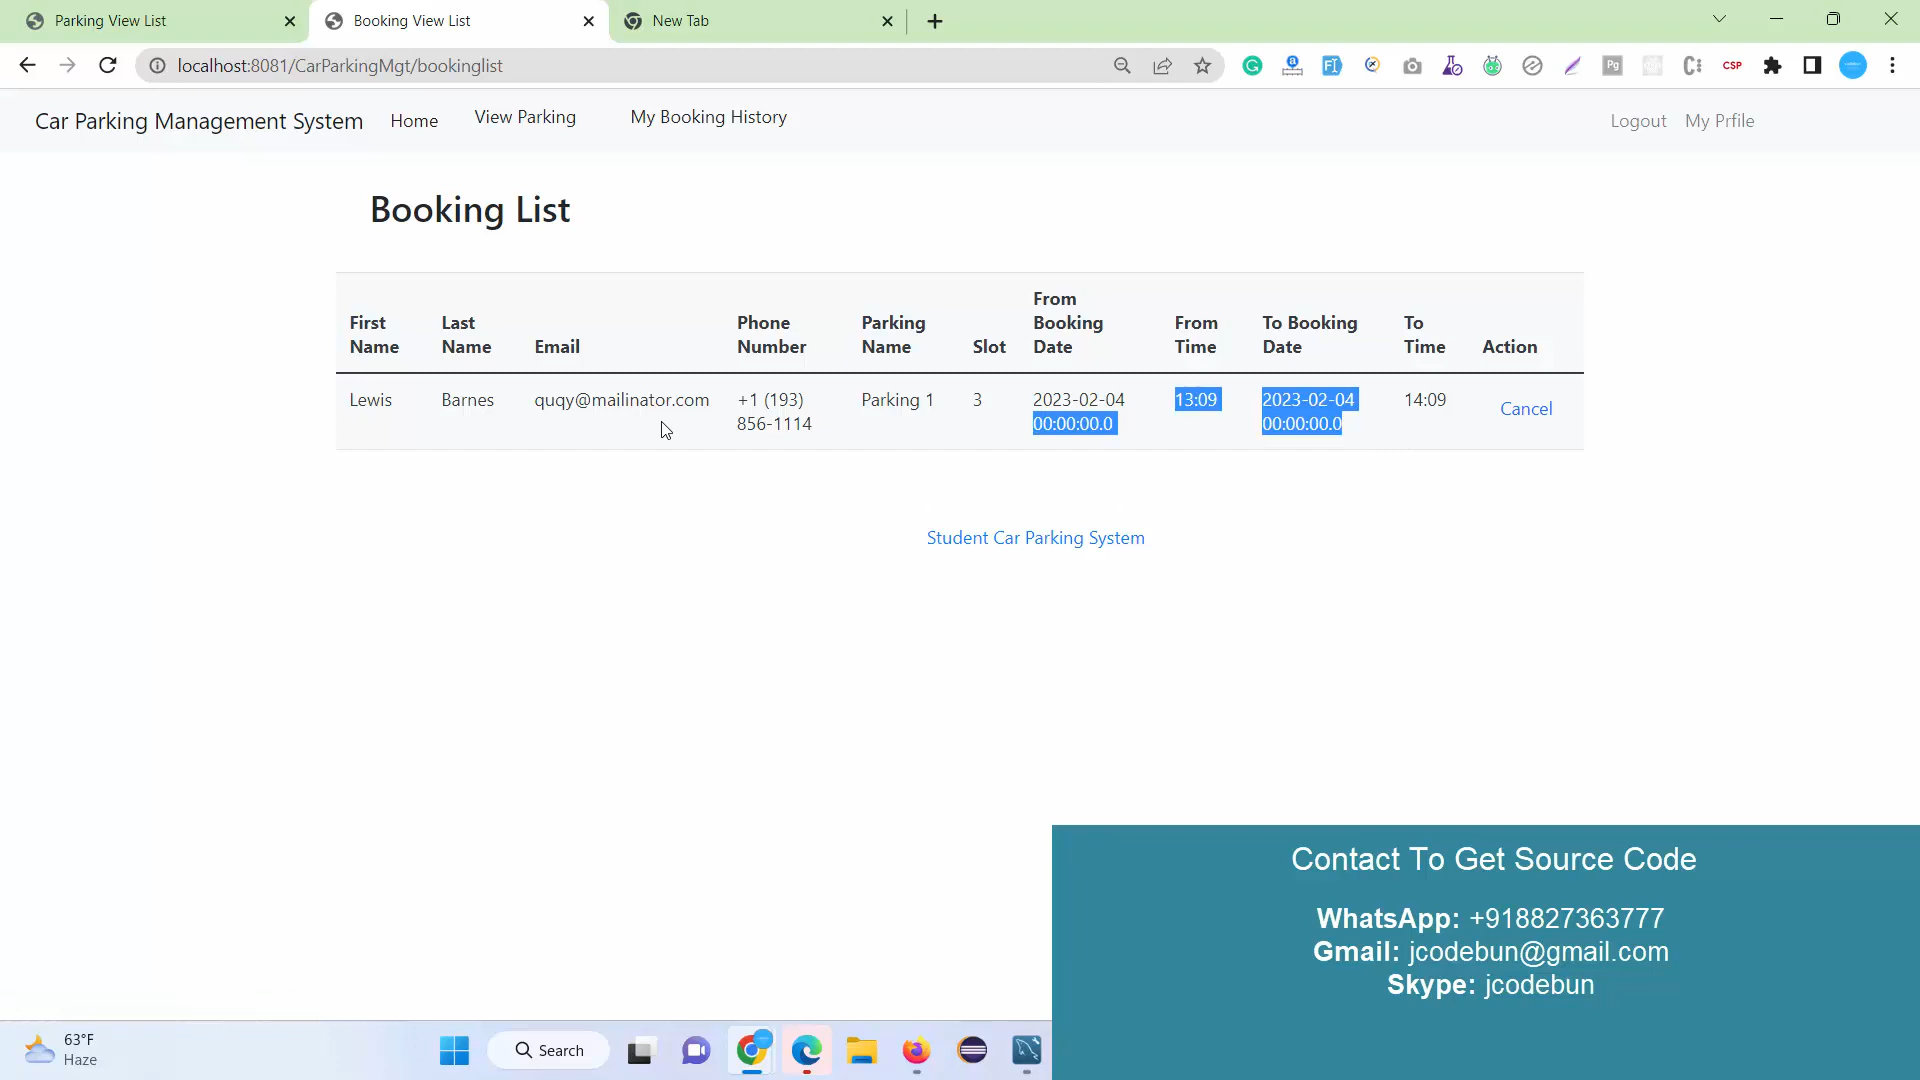 Parking View List
Booking View List
New Tab
localhost:8081/CarParkingMgt/bookinglist
CSP
Car Parking Management System
Home
View Parking
My Booking History
Logout
My Prfile
Booking List
First Name
Last Name
Email
Phone Number
Parking Name
Slot
From Booking Date
From Time
To Booking Date
To Time
Action
Lewis
Barnes
quqy@mailinator.com
+1 (193)
856-1114
Parking 1
3
2023-02-04
00:00:00.0
13:09
2023-02-04
00:00:00.0
14:09
Cancel
Student Car Parking System
Contact To Get Source Code
WhatsApp: +918827363777
Gmail: jcodebun@gmail.com
Skype: jcodebun
63°F
Haze
Search